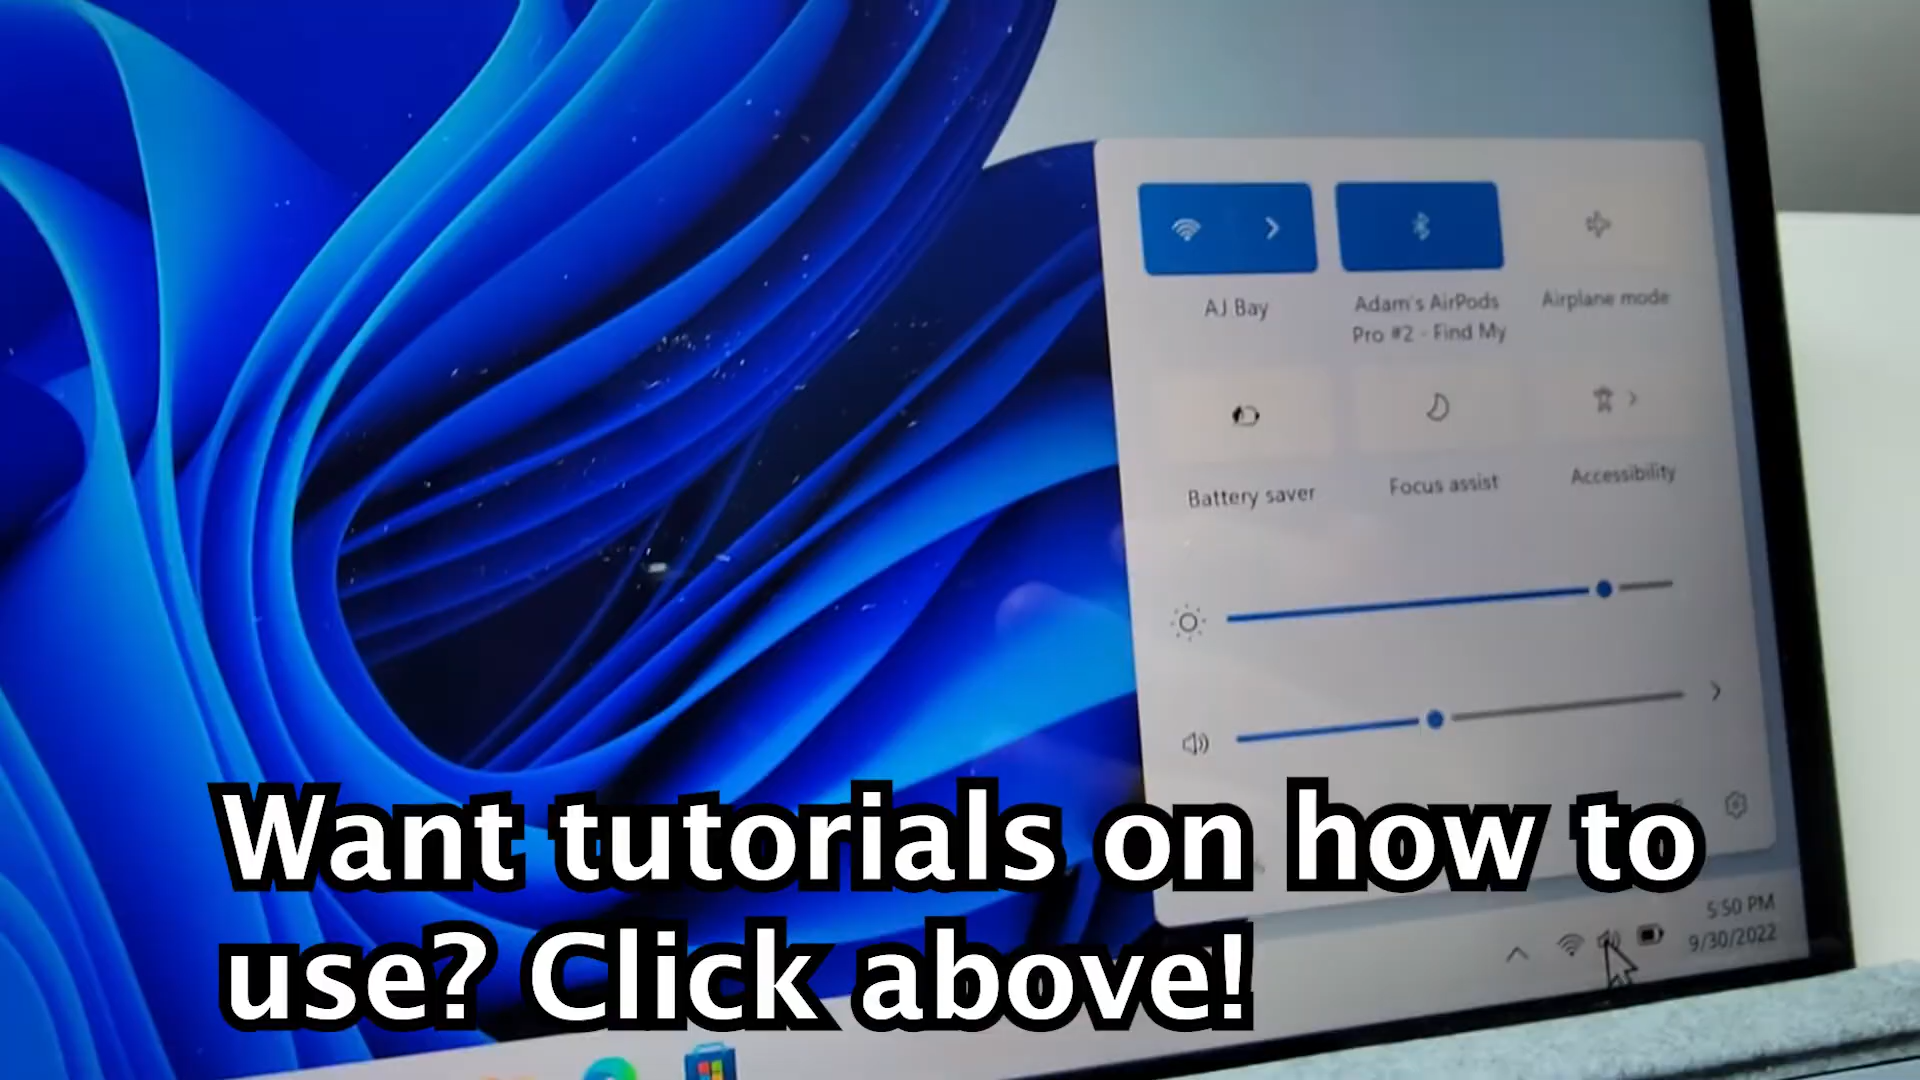 AJ Bay
Adam's AirPods
Pro #2 - Find My
Airplane mode
Battery saver
Focus assist
Accessibility
Want tutorials on how to
use? Click above!
5:50 PM
9/30/2022